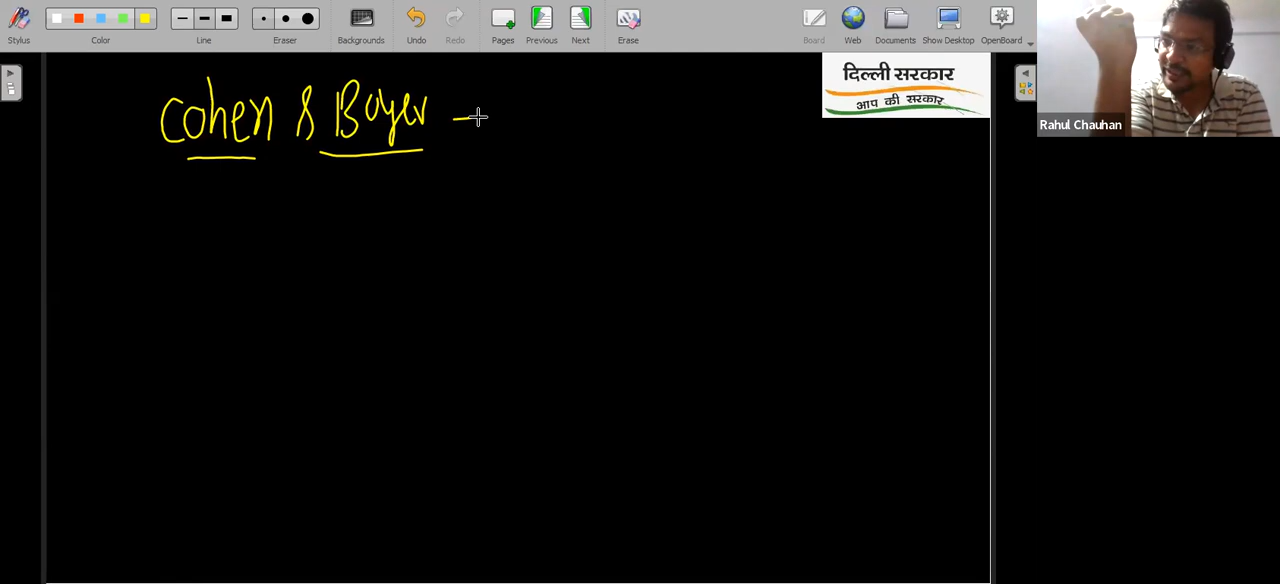 Stylus
Color
Line
Eraser
Backgrounds
Undo
Redo
Pages
Previous
Next
Erase
Board
Web
Documents
Show Desktop
OpenBoard
Cohen & Boyer -
दिल्ली सरकार
आप की सरकार
Rahul Chauhan